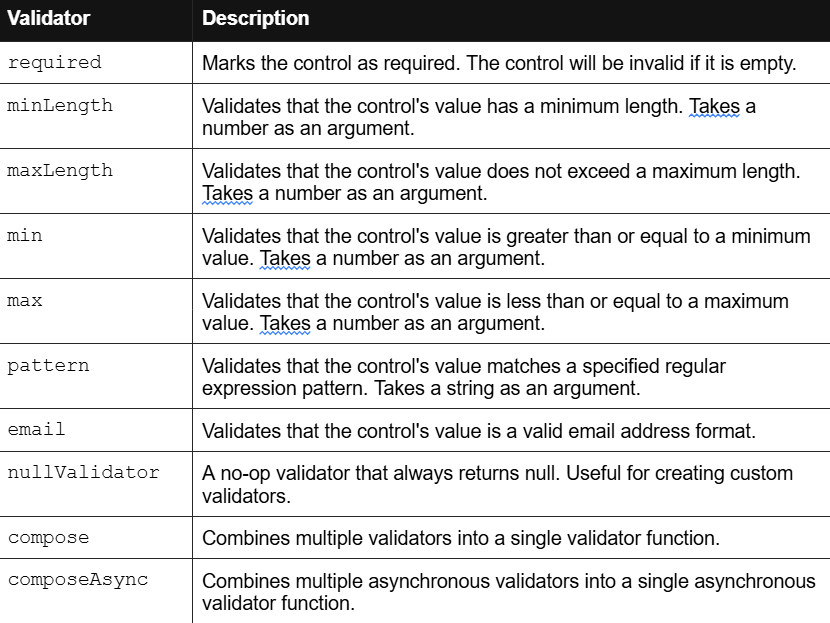 Validator Description
required Marks the control as required. The control will be invalid if it is empty.
minLength Validates that the control's value has a minimum length. Takes a
number as an argument.
maxLength Validates that the control's value does not exceed a maximum length.
Takes a number as an argument.
min Validates that the control's value is greater than or equal to a minimum
value. Takes a number as an argument.
max Validates that the control's value is less than or equal to a maximum
value. Takes a number as an argument.
pattern Validates that the control's value matches a specified regular
expression pattern. Takes a string as an argument.
email Validates that the control's value is a valid email address format.
nullValidator A no-op validator that always returns null. Useful for creating custom
validators.
compose Combines multiple validators into a single validator function.
composeAsync Combines multiple asynchronous validators into a single asynchronous
validator function.